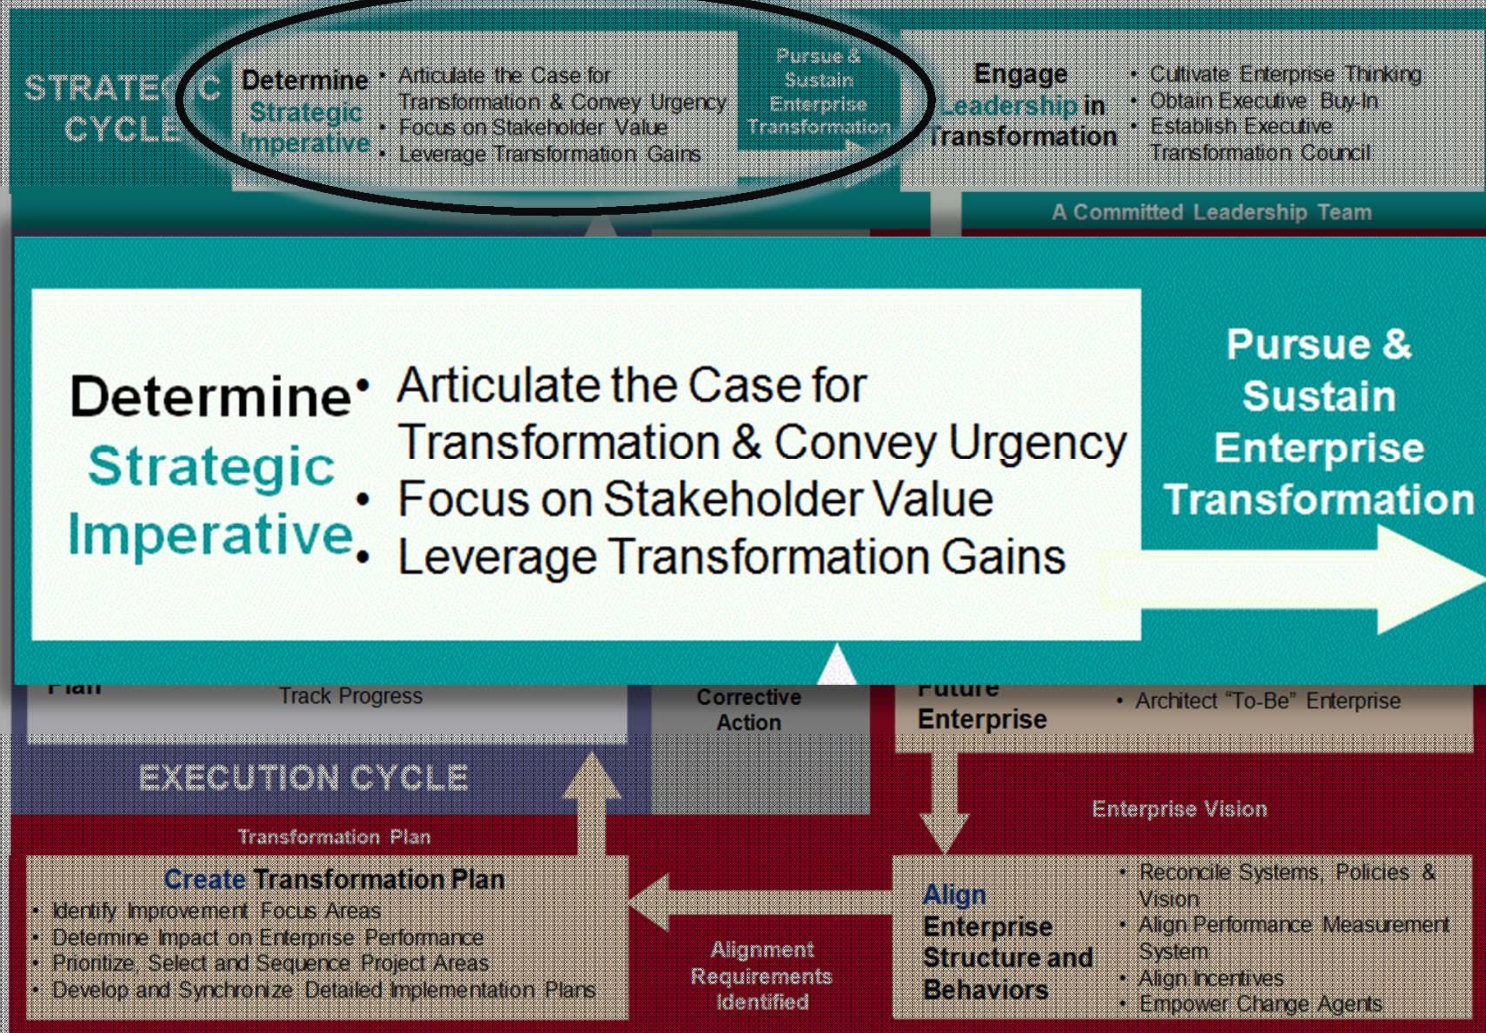 STRATEGIC
CYCLE
Determine
Strategic
Imperative
• Articulate the Case for
Transformation & Convey Urgency
• Focus on Stakeholder Value
• Leverage Transformation Gains
Pursue &
Sustain
Enterprise
Transformation
Engage
Leadership in
Transformation
• Cultivate Enterprise Thinking
• Obtain Executive Buy-In
• Establish Executive
Transformation Council
A Committed Leadership Team
Determine
Strategic
Imperative
• Articulate the Case for
Transformation & Convey Urgency
• Focus on Stakeholder Value
• Leverage Transformation Gains
Pursue &
Sustain
Enterprise
Transformation
Plan
Track Progress
Corrective
Action
Future
Enterprise
• Architect “To-Be” Enterprise
EXECUTION CYCLE
Enterprise Vision
Transformation Plan
Create Transformation Plan
• Identify Improvement Focus Areas
• Determine Impact on Enterprise Performance
• Prioritize, Select and Sequence Project Areas
• Develop and Synchronize Detailed Implementation Plans
Alignment
Requirements
Identified
Align
Enterprise
Structure and
Behaviors
• Reconcile Systems, Policies &
Vision
• Align Performance Measurement
System
• Align Incentives
• Empower Change Agents